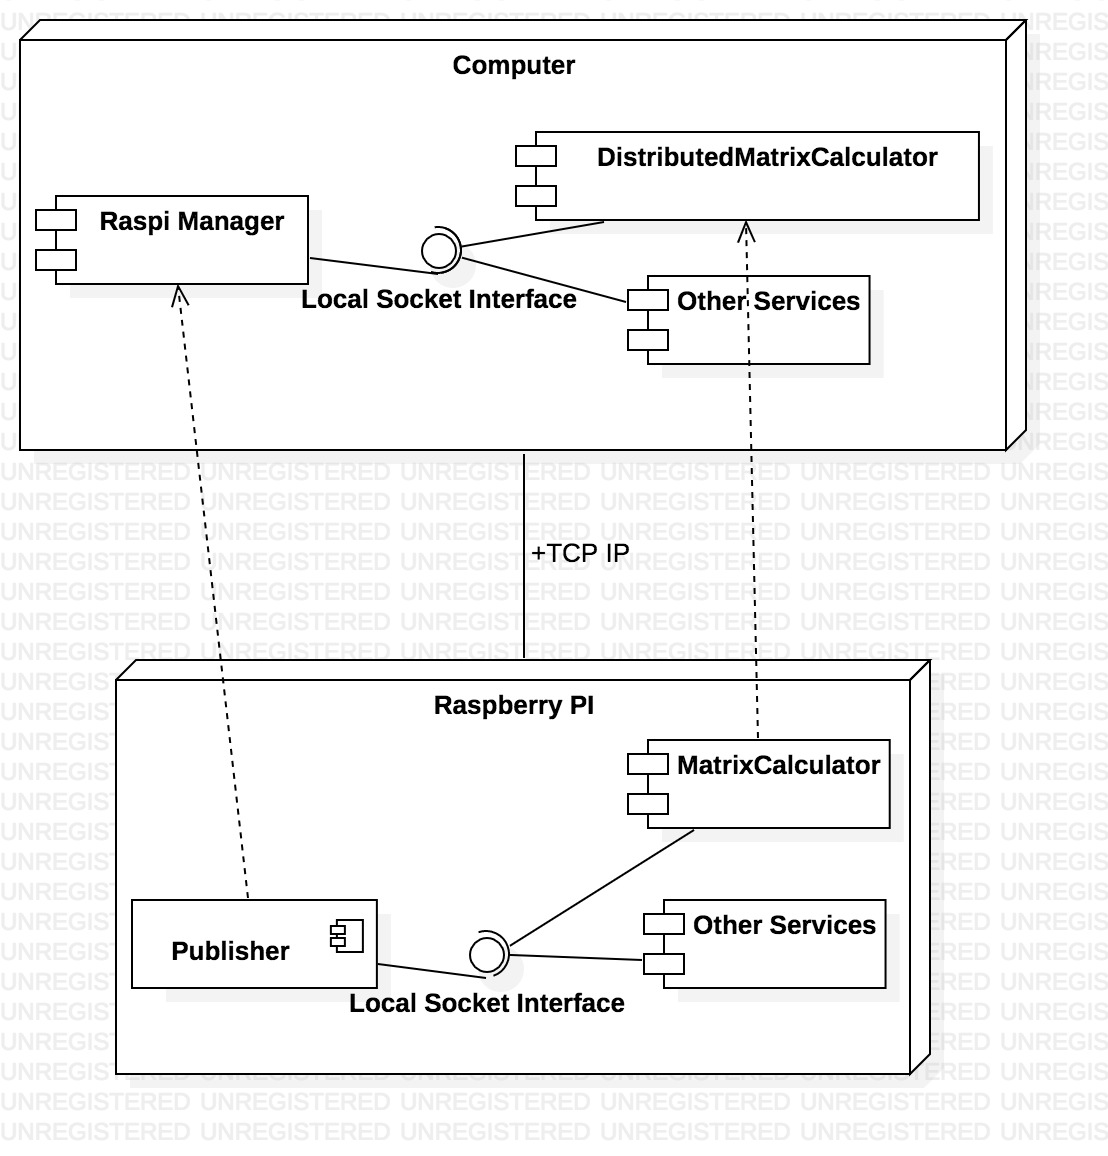 Computer
DistributedMatrixCalculator
Raspi Manager
Local Socket Interface
Other Services
UNREGISTERED UNREGISTERED UNREGISTERED UNREGISTERED UNREGISTERED
+TCP IP
Raspberry PI
MatrixCalculator
Other Services
Publisher
Local Socket Interface